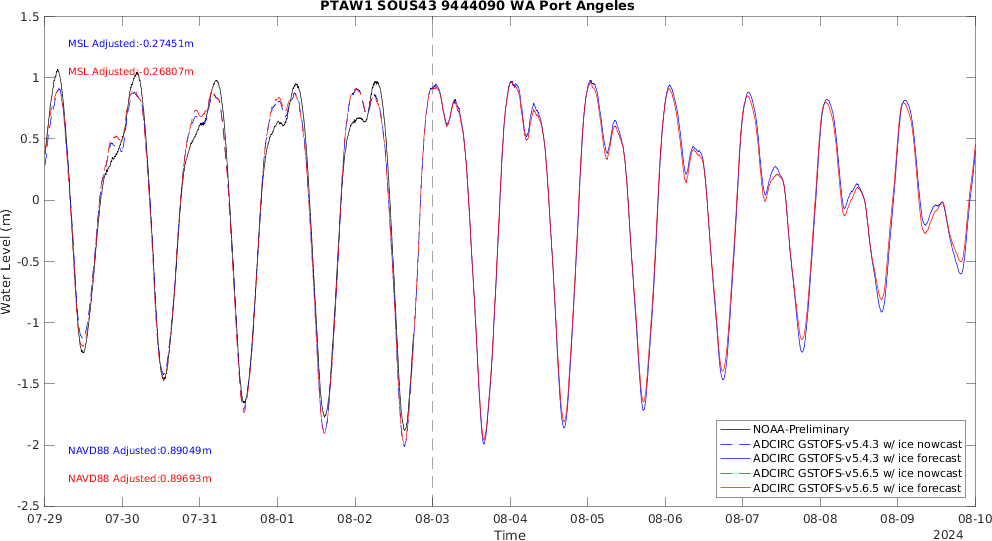 PTAW1 SOUS43 9444090 WA Port Angeles
1.5
MSL Adjusted:-0.27451m
MSL Adjusted:-0.26807m
1
0.5
0
-0.5
-1
-1.5
-2
-2.5
Water Level (m)
NAVD88 Adjusted:0.89049m
NAVD88 Adjusted:0.89693m
NOAA-Preliminary
ADCIRC GSTOFS-v5.4.3 w/ ice nowcast
ADCIRC GSTOFS-v5.4.3 w/ ice forecast
ADCIRC GSTOFS-v5.6.5 w/ ice nowcast
ADCIRC GSTOFS-v5.6.5 w/ ice forecast
07-29 07-30 07-31 08-01 08-02 08-03 08-04 08-05 08-06 08-07 08-08 08-09 08-10
Time
2024